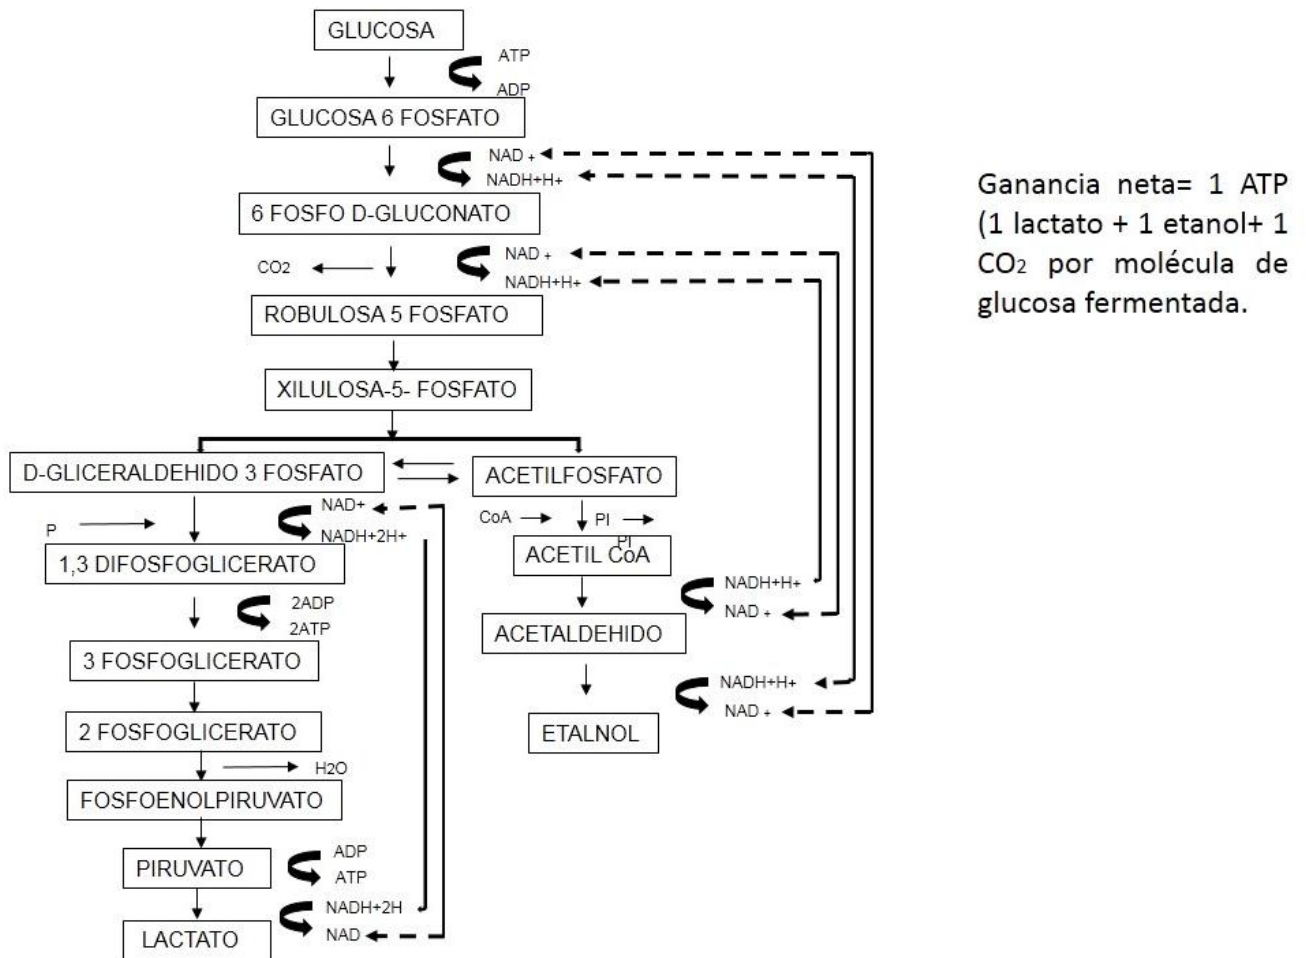 GLUCOSA
ATP
ADP
GLUCOSA 6 FOSFATO
NAD +
NADH+H+
6 FOSFO D-GLUCONATO
CO2
NAD +
NADH+H+
ROBULOSA 5 FOSFATO
XILULOSA-5- FOSFATO
D-GLICERALDEHIDO 3 FOSFATO
NAD+
NADH+2H+
P
1,3 DIFOSFOGLICERATO
2ADP
2ATP
3 FOSFOGLICERATO
2 FOSFOGLICERATO
H2O
FOSFOENOLPIRUVATO
PIRUVATO
ADP
ATP
NADH+2H
NAD
LACTATO
ACETILFOSFATO
CoA
PI
PI
ACETIL CoA
NADH+H+
NAD +
ACETALDEHIDO
NADH+H+
NAD +
ETALNOL
Ganancia neta= 1 ATP
(1 lactato + 1 etanol+ 1
CO2 por molécula de
glucosa fermentada.